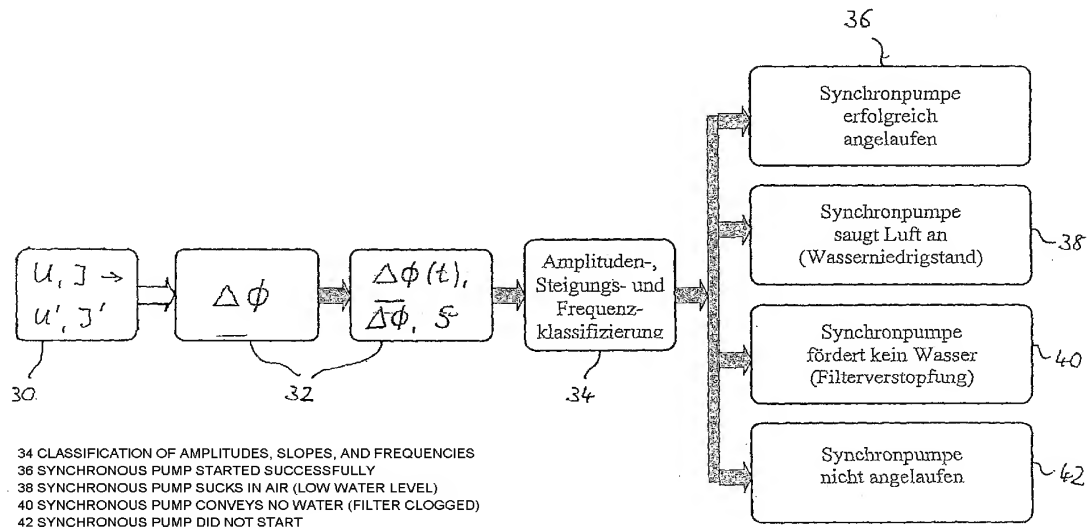 36
Synchronpumpe
erfolgreich
angelaufen
Synchronpumpe
saugt Luft an
(Wasserniedrigstand)
38
U, J →
U', J'
Δϕ
Δϕ(t),
Δϕ,
Amplituden-,
Steigungs- und
Frequenz-
klassifizierung
Synchronpumpe
fördert kein Wasser
(Filterverstopfung)
40
30
32
34
Synchronpumpe
nicht angelaufen
42
34 CLASSIFICATION OF AMPLITUDES, SLOPES, AND FREQUENCIES
36 SYNCHRONOUS PUMP STARTED SUCCESSFULLY
38 SYNCHRONOUS PUMP SUCKS IN AIR (LOW WATER LEVEL)
40 SYNCHRONOUS PUMP CONVEYS NO WATER (FILTER CLOGGED)
42 SYNCHRONOUS PUMP DID NOT START